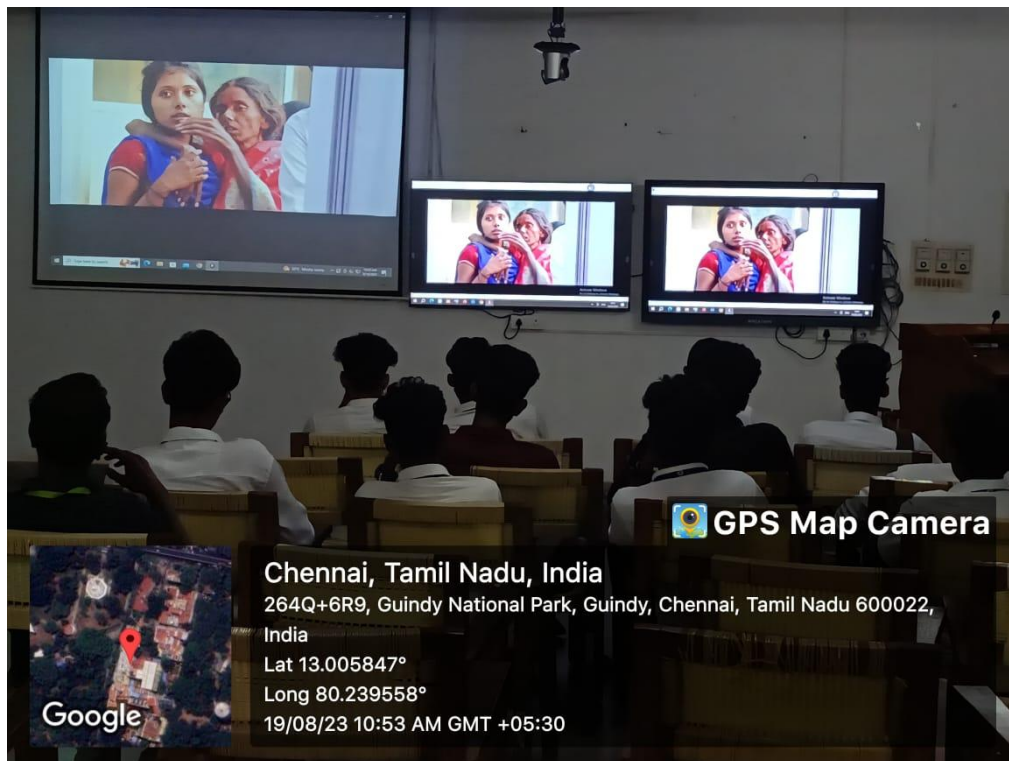 GPS Map Camera
Chennai, Tamil Nadu, India
264Q+6R9, Guindy National Park, Guindy, Chennai, Tamil Nadu 600022,
India
Lat 13.005847°
Long 80.239558°
19/08/23 10:53 AM GMT +05:30
Google